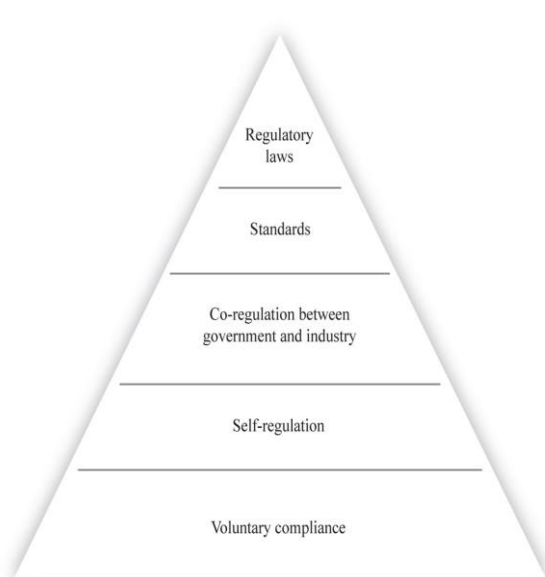 Regulatory
laws
Standards
Co-regulation between
government and industry
Self-regulation
Voluntary compliance